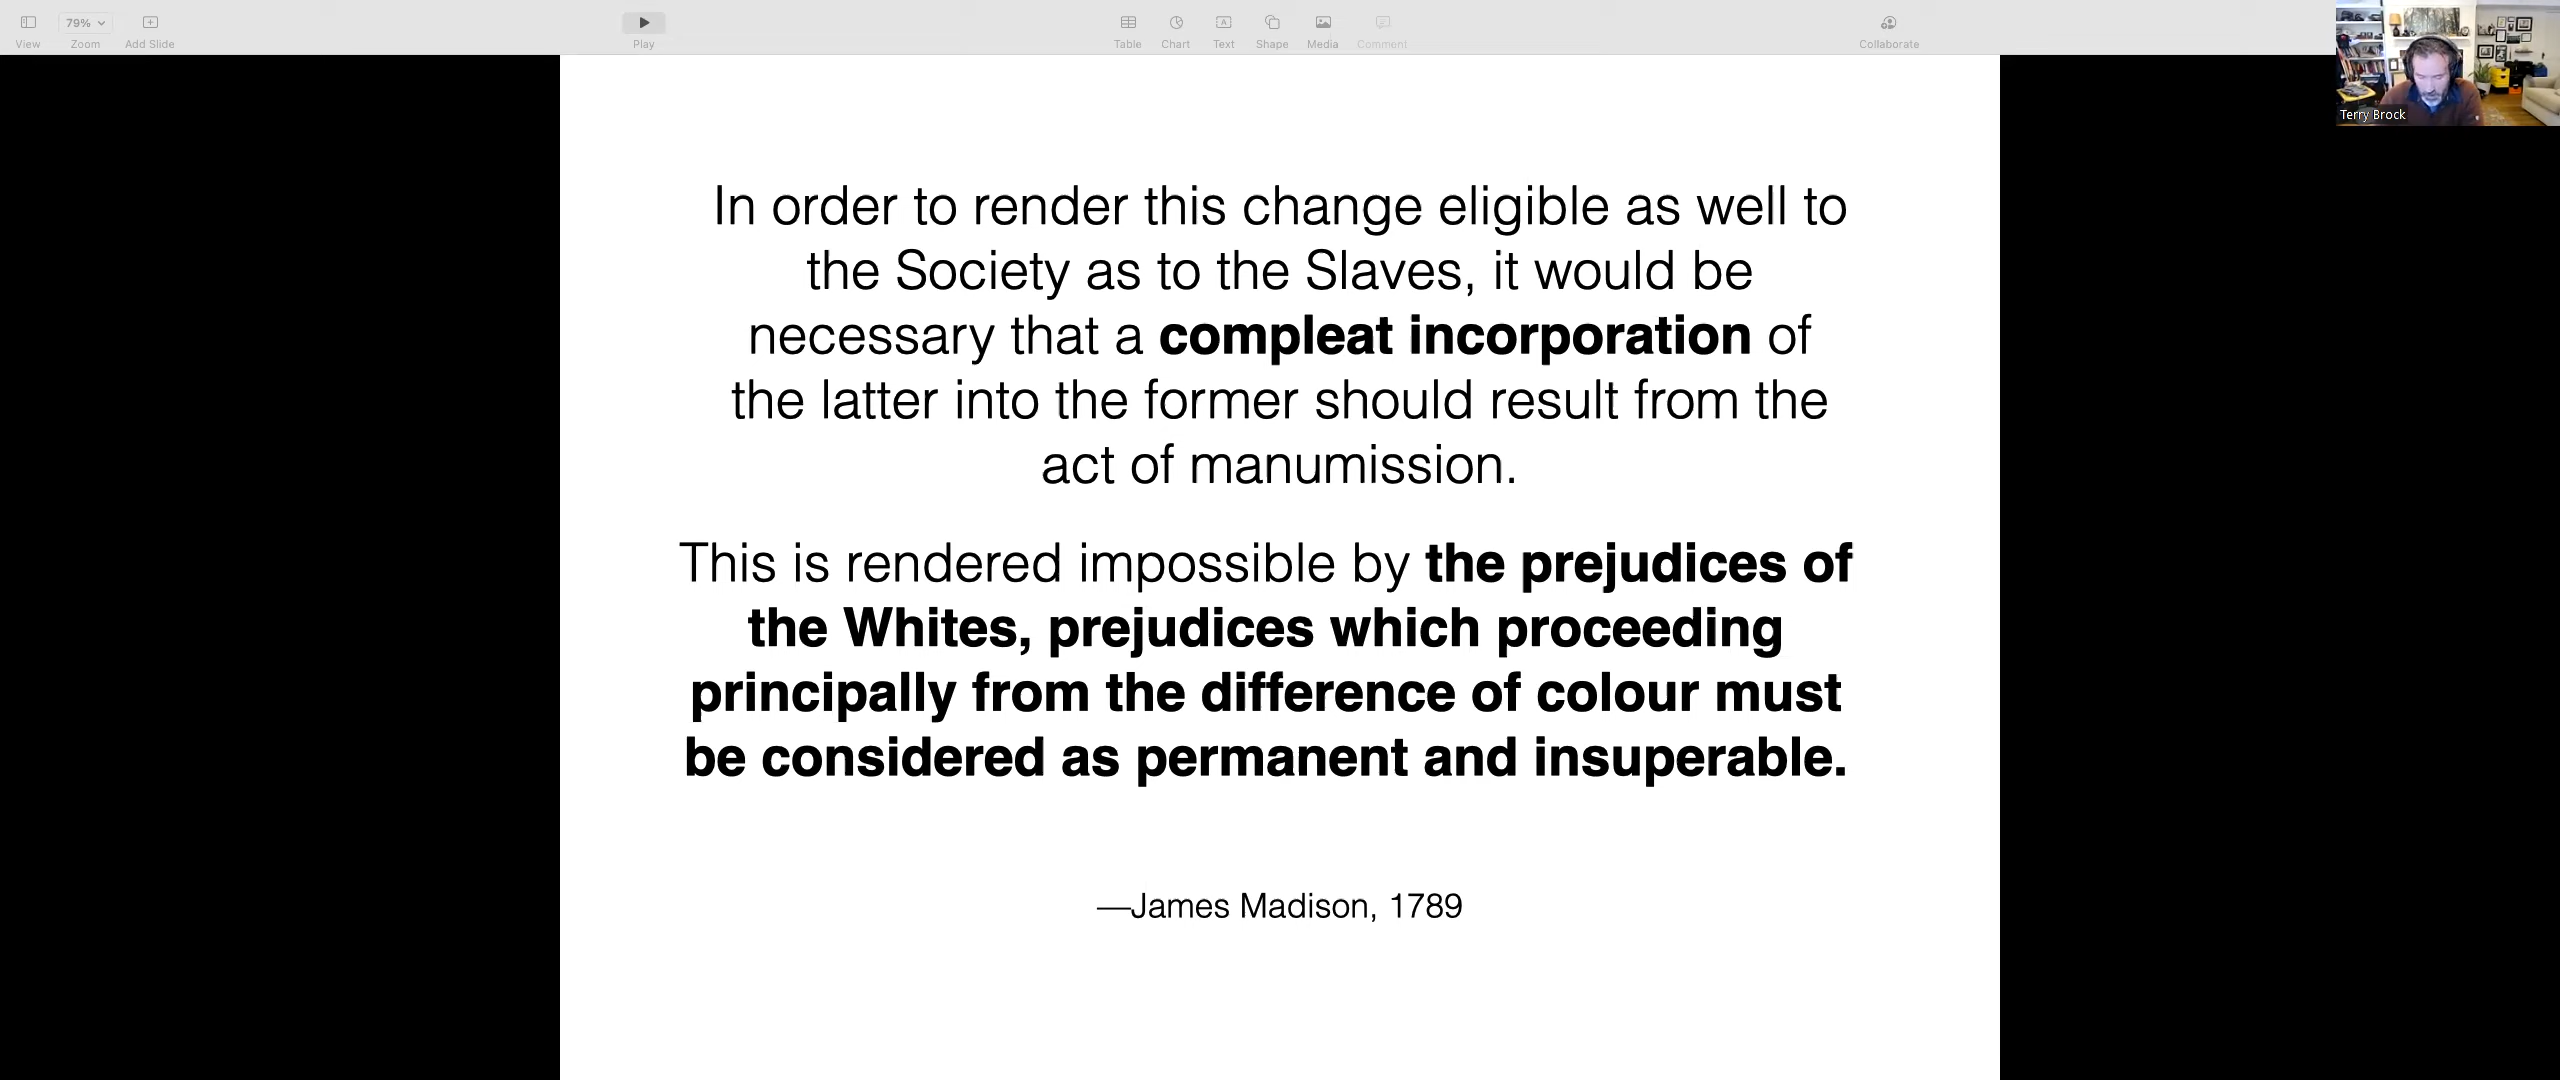 View
79%
Zoom
Add Slide
Play
Table
Chart
Text
Shape
Media
Comment
Collaborate
Terry Brock
In order to render this change eligible as well to
the Society as to the Slaves, it would be
necessary that a compleat incorporation of
the latter into the former should result from the
act of manumission.
This is rendered impossible by the prejudices of
the Whites, prejudices which proceeding
principally from the difference of colour must
be considered as permanent and insuperable.
—James Madison, 1789